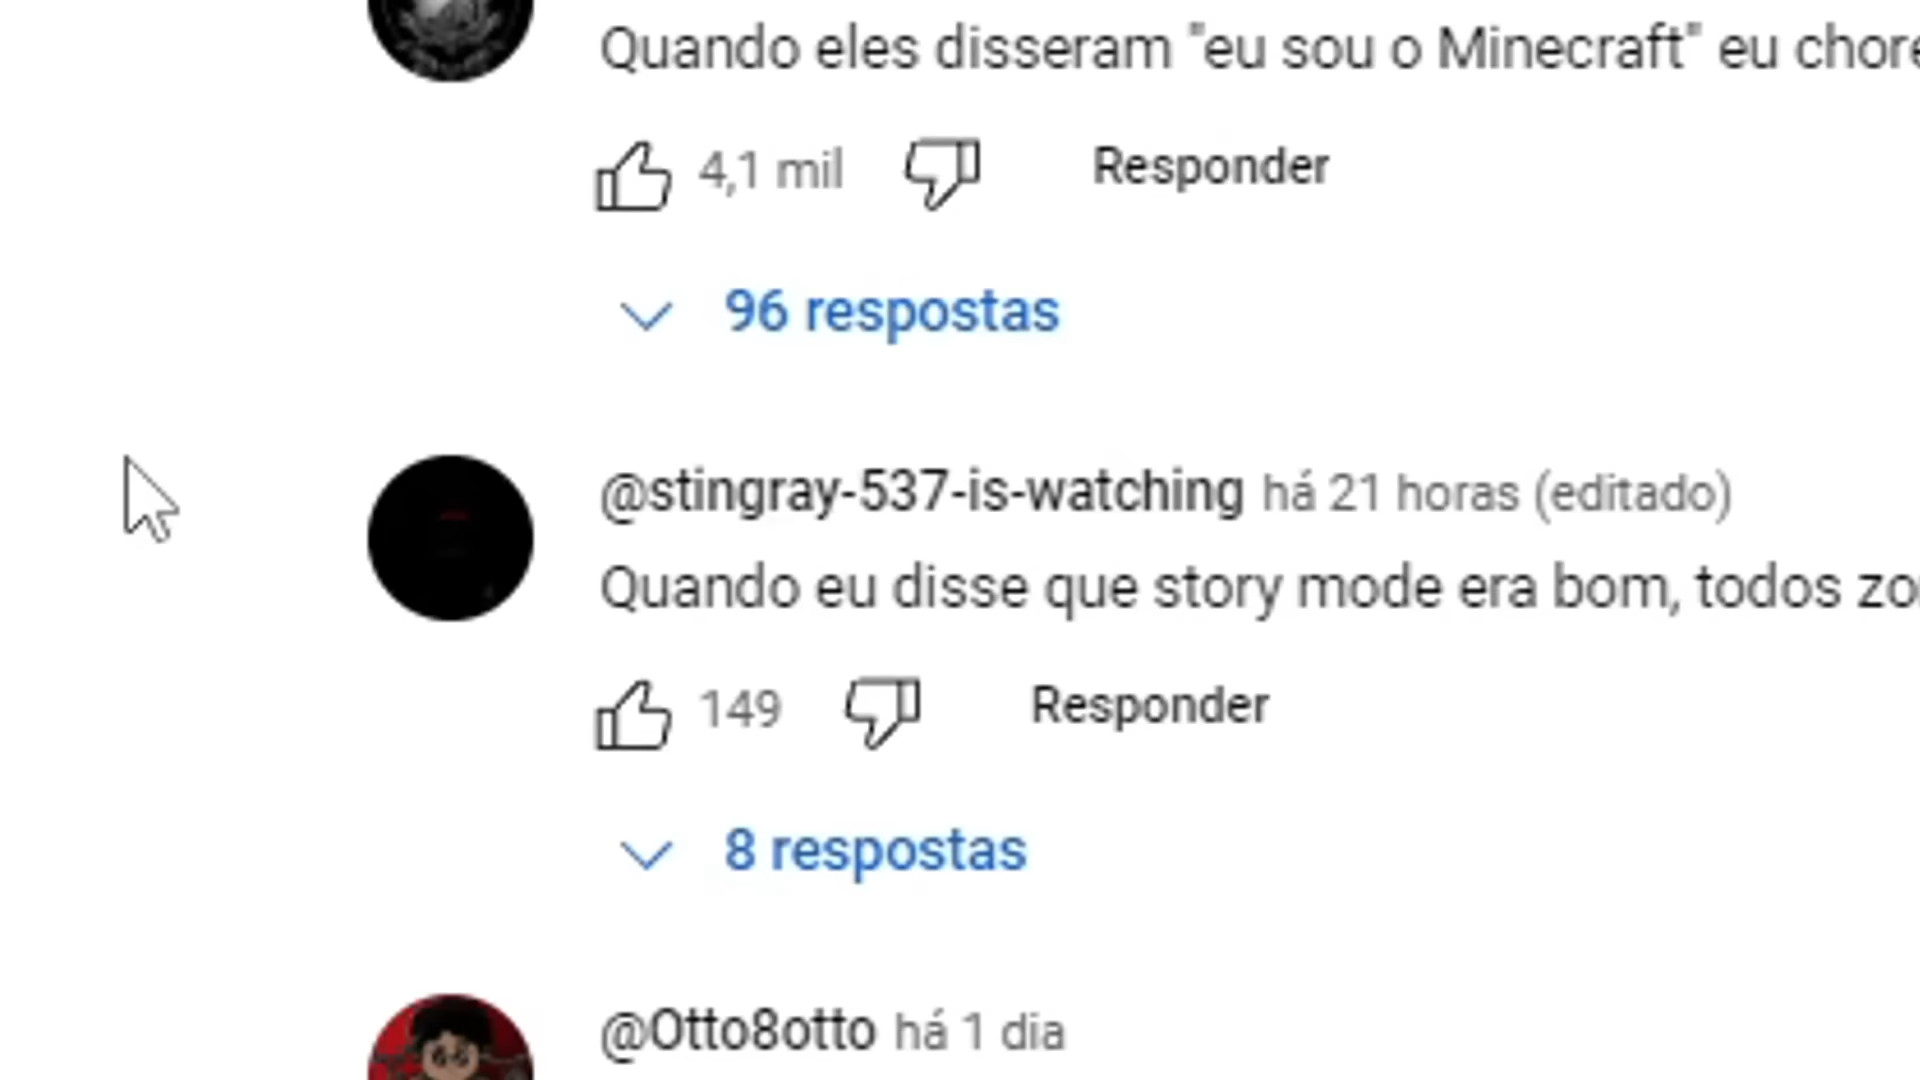 Quando eles disseram "eu sou o Minecraft" eu
4,1 mil Responder
96 respostas
@stingray-537-is-watching há 21 horas (editado)
Quando eu disse que story mode era bom, todos
149 Responder
8 respostas
@Otto8otto há 1 dia